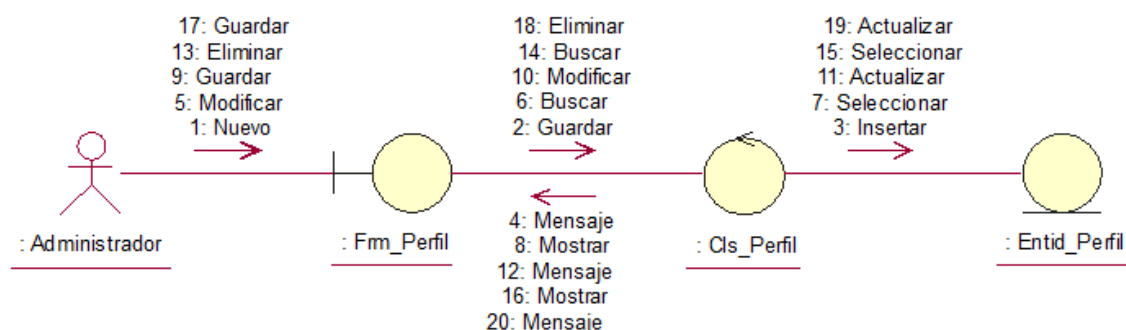 17: Guardar
13: Eliminar
9: Guardar
5: Modificar
1: Nuevo
18: Eliminar
14: Buscar
10: Modificar
6: Buscar
2: Guardar
19: Actualizar
15: Seleccionar
11: Actualizar
7: Seleccionar
3: Insertar
: Administrador
: Frm_Perfil
: Cls_Perfil
: Entid_Perfil
4: Mensaje
8: Mostrar
12: Mensaje
16: Mostrar
20: Mensaje